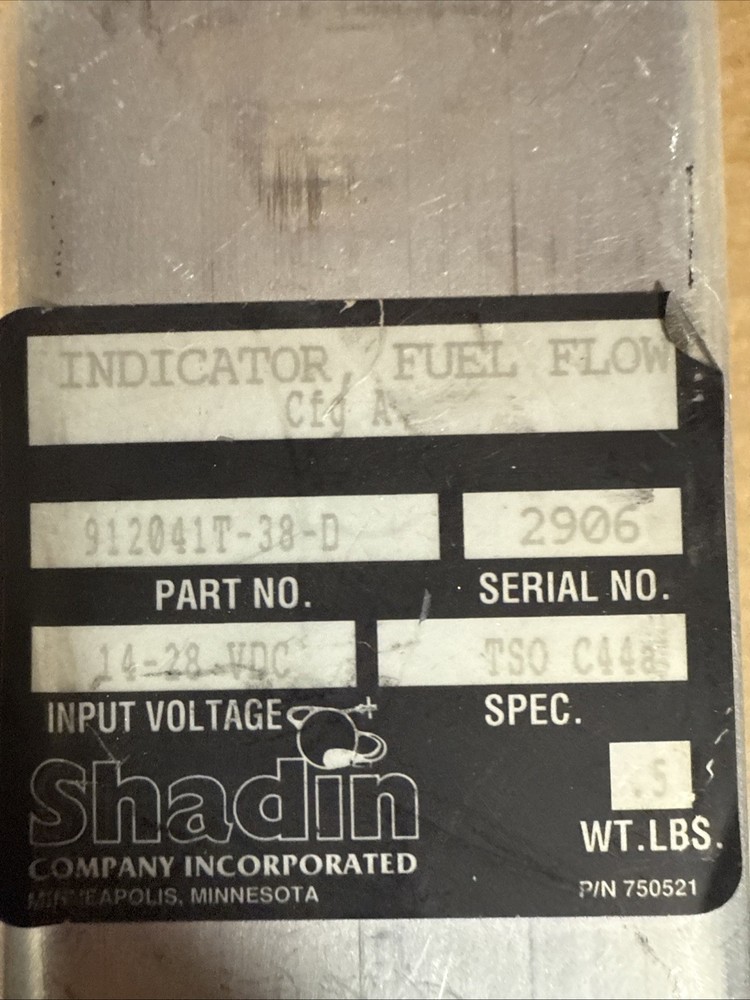 INDICATOR, FUEL FLOW
Cfg A
912041T-38-D 2906
PART NO. SERIAL NO.
14-28 VDC TSO C44a
INPUT VOLTAGE SPEC.
Shadin
.5
WT.LBS.
COMPANY INCORPORATED
MINNEAPOLIS, MINNESOTA P/N 750521